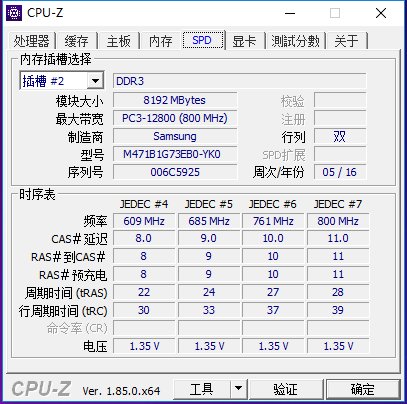 CPU-Z
处理器 缓存 主板 内存 SPD 显卡 測試分數 关于
内存插槽选择
插槽 #2 DDR3
模块大小 8192 MBytes 校验
最大带宽 PC3-12800 (800 MHz) 注册
制造商 Samsung 行列 双
型号 M471B1G73EB0-YK0 SPD扩展
序列号 006C5925 周次/年份 05 / 16
时序表
JEDEC #4 JEDEC #5 JEDEC #6 JEDEC #7
频率 609 MHz 685 MHz 761 MHz 800 MHz
CAS# 延迟 8.0 9.0 10.0 11.0
RAS# 到CAS# 8 9 10 11
RAS# 预充电 8 9 10 11
周期时间 (tRAS) 22 24 27 28
行周期时间 (tRC) 30 33 37 39
命令率 (CR)
电压 1.35 V 1.35 V 1.35 V 1.35 V
CPU-Z Ver. 1.85.0.x64 工具 验证 确定